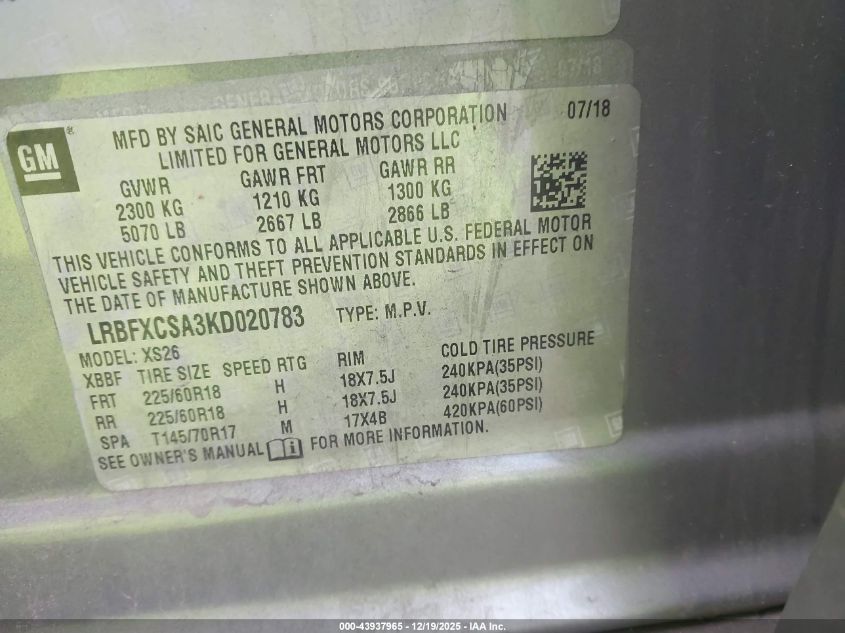 07/18
GM
MFD BY SAIC GENERAL MOTORS CORPORATION
LIMITED FOR GENERAL MOTORS LLC
GVWR GAWR FRT GAWR RR
2300 KG 1210 KG 1300 KG
5070 LB 2667 LB 2866 LB
THIS VEHICLE CONFORMS TO ALL APPLICABLE U.S. FEDERAL MOTOR
VEHICLE SAFETY AND THEFT PREVENTION STANDARDS IN EFFECT ON
THE DATE OF MANUFACTURE SHOWN ABOVE.
LRBFXCSA3KD020783 TYPE: M.P.V.
MODEL: XS26
XBBF TIRE SIZE SPEED RTG RIM COLD TIRE PRESSURE
FRT 225/60R18 H 18X7.5J 240KPA(35PSI)
RR 225/60R18 H 18X7.5J 240KPA(35PSI)
SPA T145/70R17 M 17X4B 420KPA(60PSI)
SEE OWNER'S MANUAL FOR MORE INFORMATION.
000-43937965 - 12/19/2025 - IAA Inc.